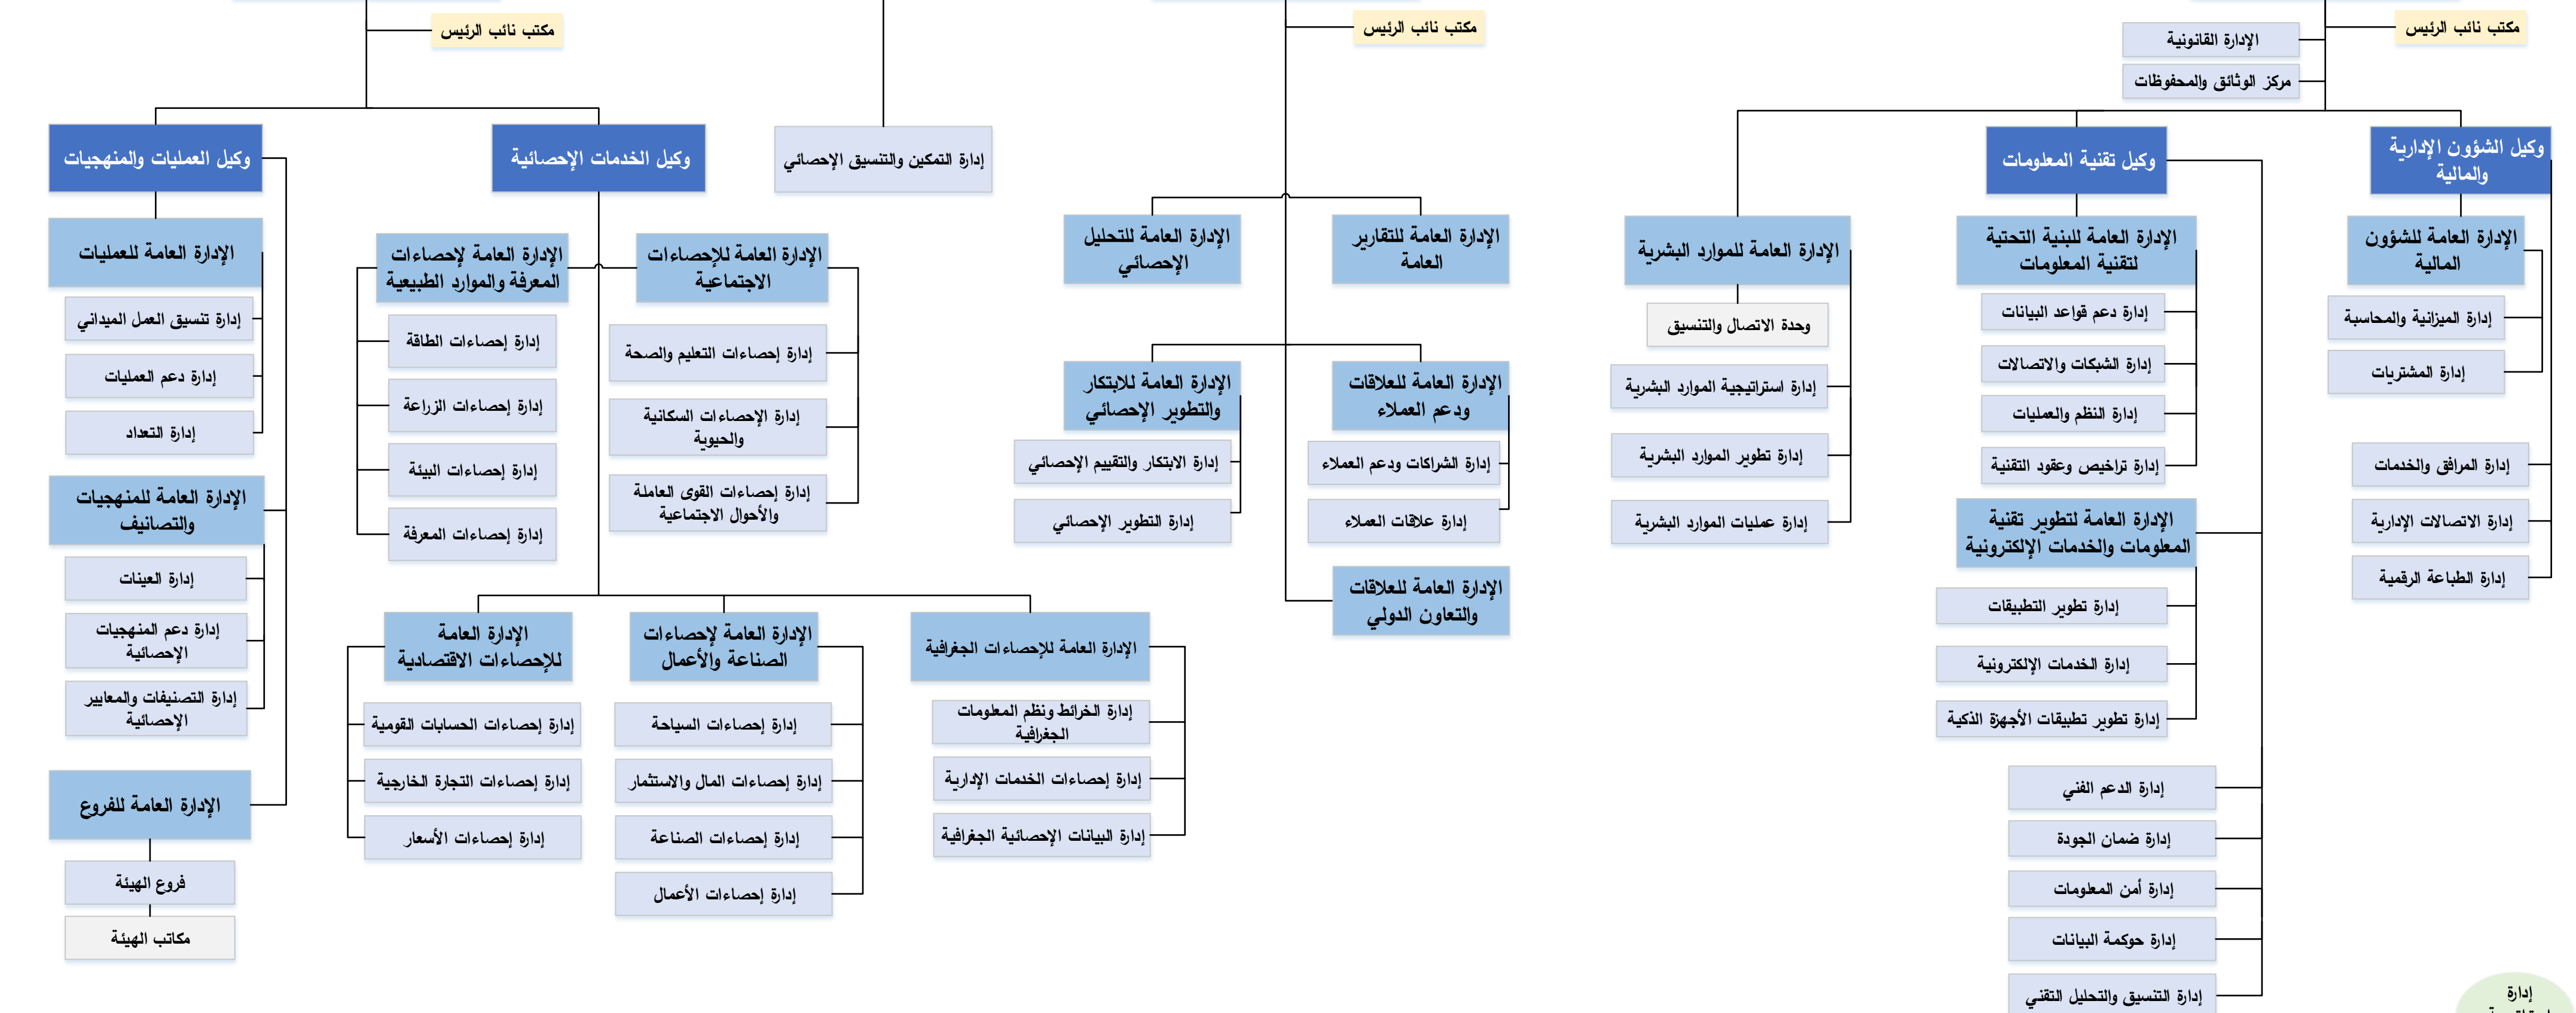 مكتب نائب الرئيس
الإدارة القانونية
مركز الوثائق والمحفوظات
وكيل الشؤون الإدارية
والمالية
الإدارة العامة للشؤون
المالية
إدارة الميزانية والمحاسبة
إدارة المشتريات
إدارة المرافق والخدمات
إدارة الاتصالات الإدارية
إدارة الطباعة الرقمية
وكيل تقنية المعلومات
الإدارة العامة للبنية التحتية
لتقنية المعلومات
إدارة دعم قواعد البيانات
إدارة الشبكات والاتصالات
إدارة النظم والعمليات
إدارة تراخيص وعقود التقنية
الإدارة العامة لتطوير تقنية
المعلومات والخدمات الإلكترونية
إدارة تطوير التطبيقات
إدارة الخدمات الإلكترونية
إدارة تطوير تطبيقات الأجهزة الذكية
إدارة الدعم الفني
إدارة ضمان الجودة
إدارة أمن المعلومات
إدارة حوكمة البيانات
إدارة التنسيق والتحليل التقني
الإدارة العامة للموارد البشرية
وحدة الاتصال والتنسيق
إدارة استراتيجية الموارد البشرية
إدارة تطوير الموارد البشرية
إدارة عمليات الموارد البشرية
مكتب نائب الرئيس
الإدارة العامة للتقارير
العامة
الإدارة العامة للتحليل
الإحصائي
الإدارة العامة للعلاقات
ودعم العملاء
إدارة الشراكات ودعم العملاء
إدارة علاقات العملاء
الإدارة العامة للابتكار
والتطوير الإحصائي
إدارة الابتكار والتقييم الإحصائي
إدارة التطوير الإحصائي
الإدارة العامة للعلاقات
والتعاون الدولي
إدارة التمكين والتنسيق الإحصائي
مكتب نائب الرئيس
وكيل الخدمات الإحصائية
الإدارة العامة للإحصاءات
الاجتماعية
إدارة إحصاءات التعليم والصحة
إدارة الإحصاءات السكانية
والحيوية
إدارة إحصاءات القوى العاملة
والأحوال الاجتماعية
الإدارة العامة لإحصاءات
المعرفة والموارد الطبيعية
إدارة إحصاءات الطاقة
إدارة إحصاءات الزراعة
إدارة إحصاءات البيئة
إدارة إحصاءات المعرفة
الإدارة العامة للإحصاءات الجغرافية
إدارة الخرائط ونظم المعلومات
الجغرافية
إدارة إحصاءات الخدمات الإدارية
إدارة البيانات الإحصائية الجغرافية
الإدارة العامة لإحصاءات
الصناعة والأعمال
إدارة إحصاءات السياحة
إدارة إحصاءات المال والاستثمار
إدارة إحصاءات الصناعة
إدارة إحصاءات الأعمال
الإدارة العامة
للإحصاءات الاقتصادية
إدارة إحصاءات الحسابات القومية
إدارة إحصاءات التجارة الخارجية
إدارة إحصاءات الأسعار
وكيل العمليات والمنهجيات
الإدارة العامة للعمليات
إدارة تنسيق العمل الميداني
إدارة دعم العمليات
إدارة التعداد
الإدارة العامة للمنهجيات
والتصانيف
إدارة العينات
إدارة دعم المنهجيات
الإحصائية
إدارة التصنيفات والمعايير
الإحصائية
الإدارة العامة للفروع
فروع الهيئة
مكاتب الهيئة
إدارة